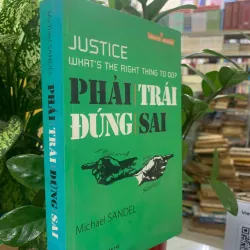 JUSTICE
WHAT'S THE RIGHT THING TO DO?
PHẢI TRÁI
ĐÚNG SAI
Michael SANDEL
PHẢI TRÁI ĐÚNG SAI